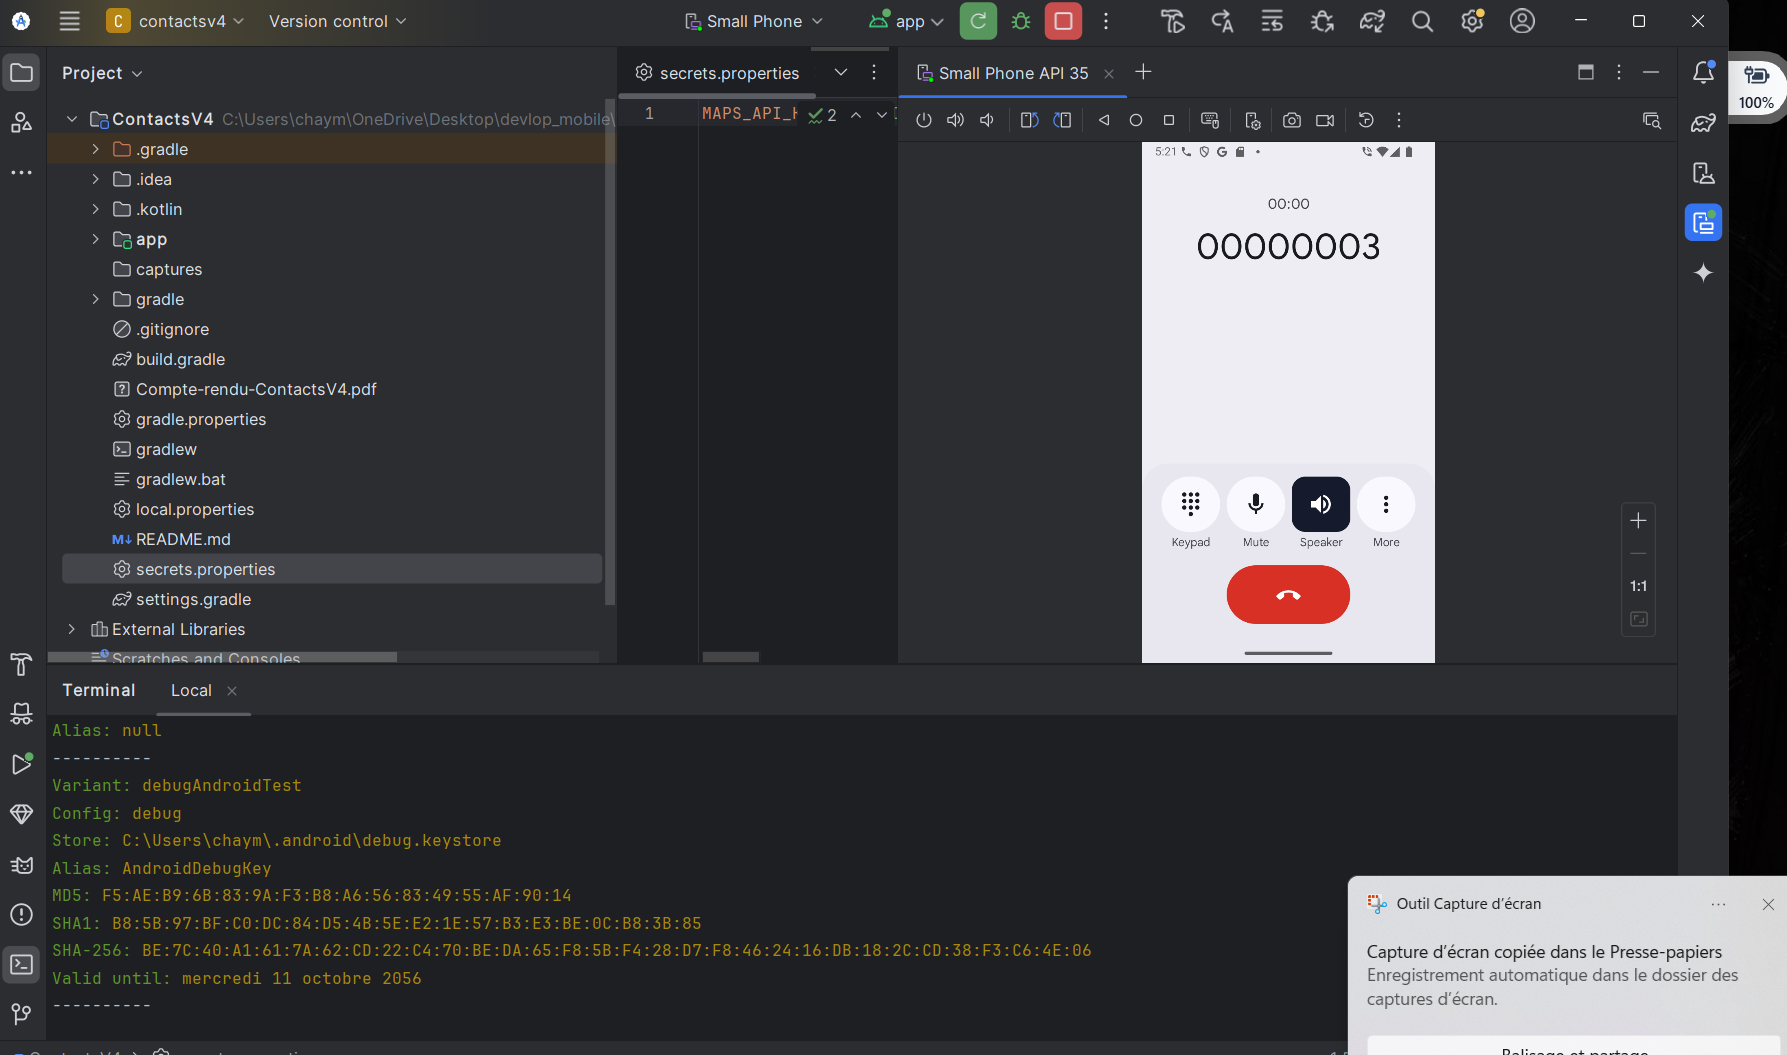 C contactsv4
Version control
Small Phone
app
Project
secrets.properties
Small Phone API 35
100%
ContactsV4 C:\Users\chaym\OneDrive\Desktop\devlop_mobile\
.gradle
.idea
.kotlin
app
captures
gradle
.gitignore
build.gradle
Compte-rendu-ContactsV4.pdf
gradle.properties
gradlew
gradlew.bat
local.properties
README.md
secrets.properties
settings.gradle
External Libraries
Scratches and Consoles
1 MAPS_API_ 2
5:21
00:00
00000003
Keypad Mute Speaker More
1:1
Terminal Local
Alias: null
----------
Variant: debugAndroidTest
Config: debug
Store: C:\Users\chaym\.android\debug.keystore
Alias: AndroidDebugKey
MD5: F5:AE:B9:6B:83:9A:F3:B8:A6:56:83:49:55:AF:90:14
SHA1: B8:5B:97:BF:C0:DC:84:D5:4B:5E:E2:1E:57:B3:E3:BE:0C:B8:3B:85
SHA-256: BE:7C:40:A1:61:7A:62:CD:22:C4:70:BE:DA:65:F8:5B:F4:28:D7:F8:46:24:16:DB:18:2C:CD:38:F3:C6:4E:06
Valid until: mercredi 11 octobre 2056
----------
Outil Capture d'écran
Capture d'écran copiée dans le Presse-papiers
Enregistrement automatique dans le dossier des
captures d'écran.
Balisage et partage